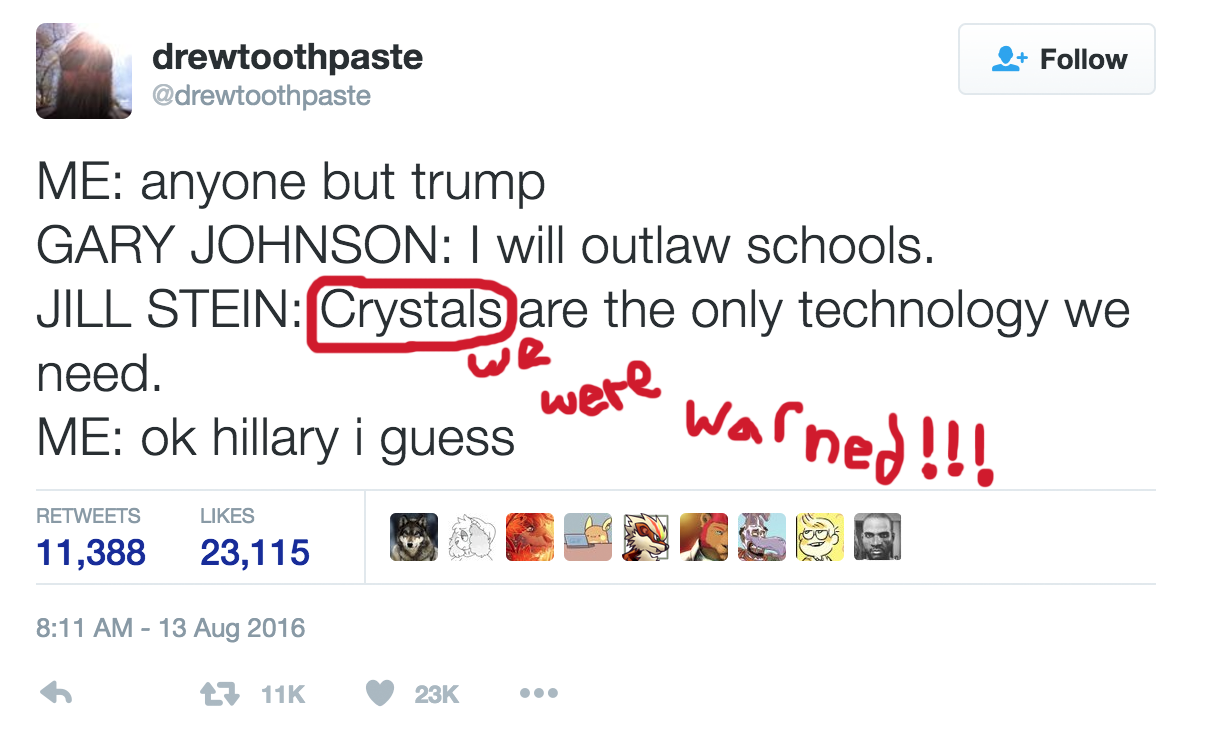 drewtoothpaste
@drewtoothpaste
Follow
ME: anyone but trump
GARY JOHNSON: I will outlaw schools.
JILL STEIN: Crystals are the only technology we
need.
we were warned!!!
ME: ok hillary i guess
RETWEETS LIKES
11,388 23,115
8:11 AM - 13 Aug 2016
11K 23K